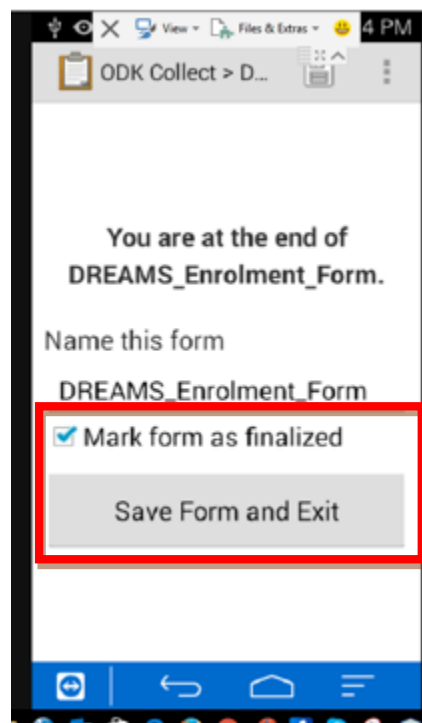 View Files & Extras 4 PM
ODK Collect > D...
You are at the end of
DREAMS_Enrolment_Form.
Name this form
DREAMS_Enrolment_Form
Mark form as finalized
Save Form and Exit